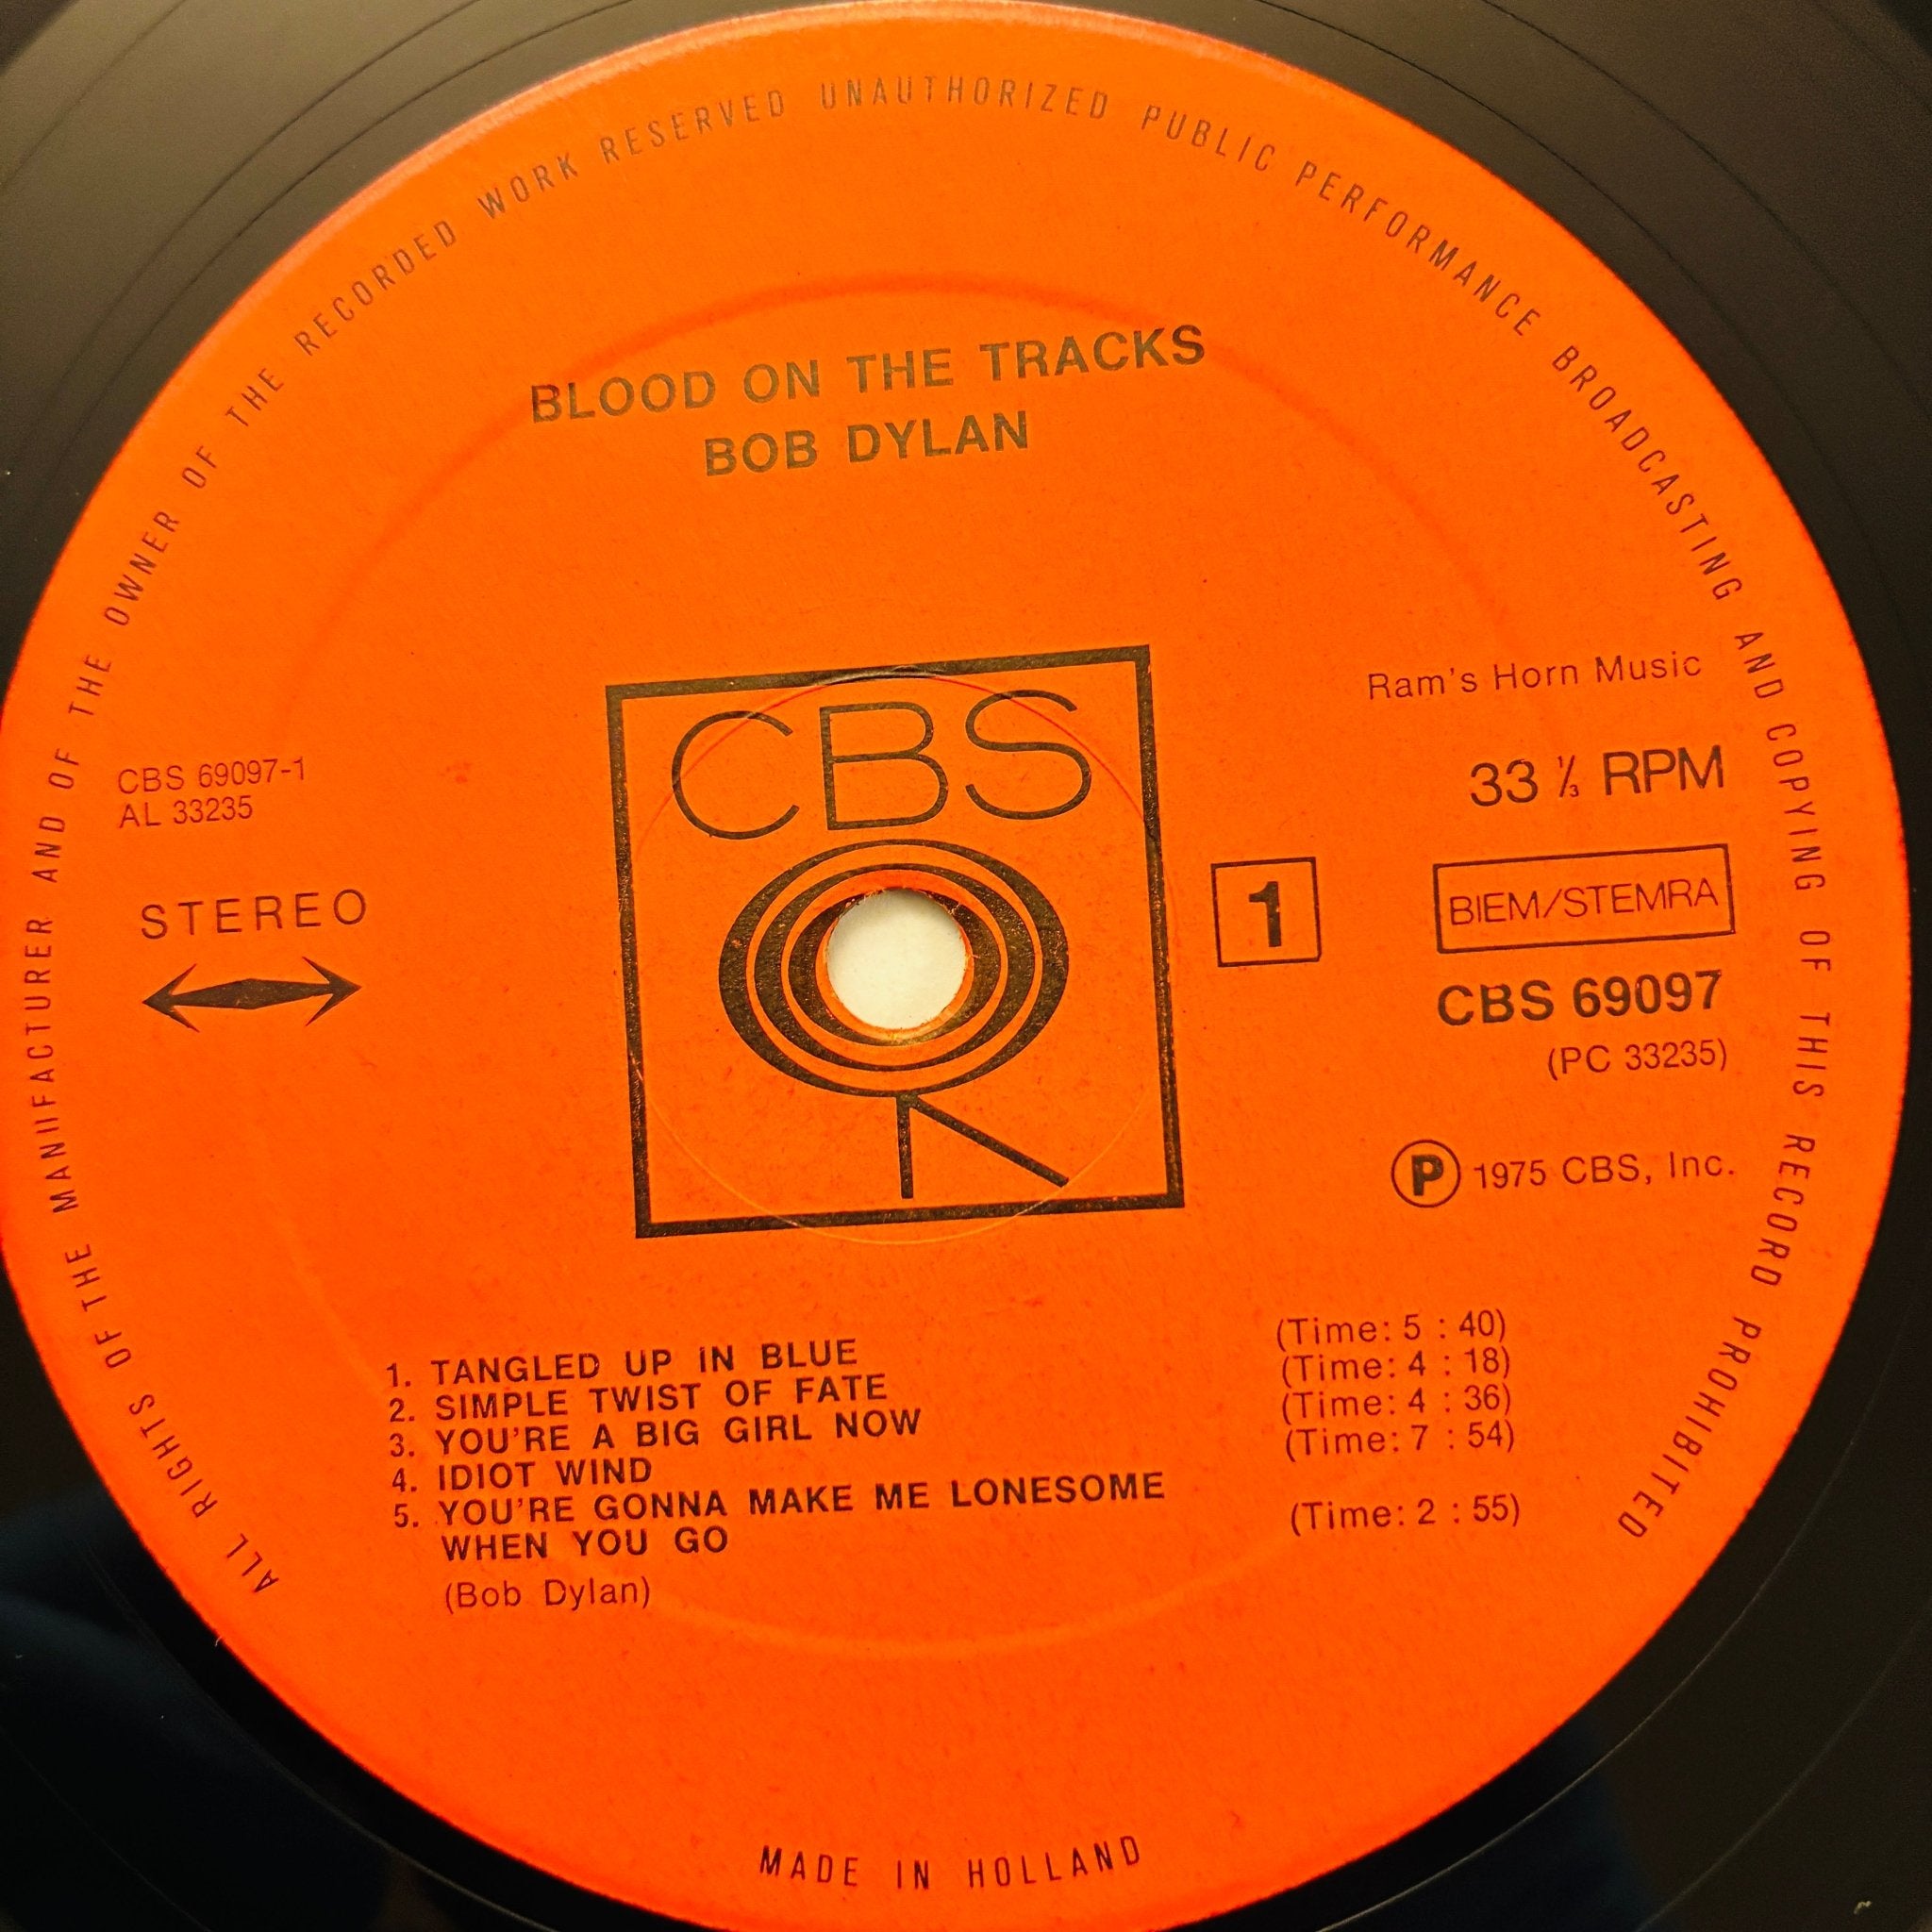 ALL RIGHTS OF THE MANUFACTURER AND OF THE OWNER OF THE RECORDED WORK RESERVED UNAUTHORIZED PUBLIC PERFORMANCE BROADCASTING AND COPYING OF THIS RECORD PROHIBITED
BLOOD ON THE TRACKS
BOB DYLAN
CBS
Ram's Horn Music
CBS 69097-1
AL 33235
33 ⅓ RPM
STEREO
1
BIEM/STEMRA
CBS 69097
(PC 33235)
Ⓟ 1975 CBS, Inc.
1. TANGLED UP IN BLUE (Time: 5 : 40)
2. SIMPLE TWIST OF FATE (Time: 4 : 18)
3. YOU'RE A BIG GIRL NOW (Time: 4 : 36)
4. IDIOT WIND (Time: 7 : 54)
5. YOU'RE GONNA MAKE ME LONESOME
WHEN YOU GO (Time: 2 : 55)
(Bob Dylan)
MADE IN HOLLAND